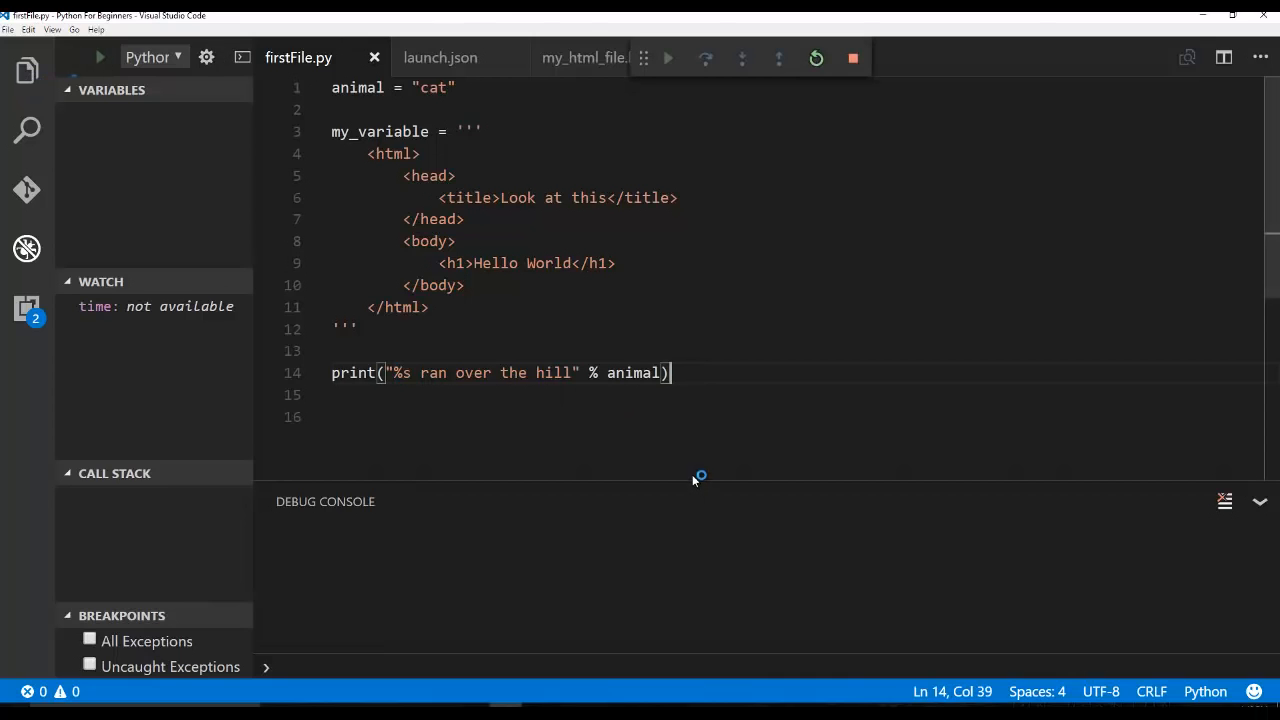 firstFile.py - Python For Beginners - Visual Studio Code
File Edit View Go Help
Pythor firstFile.py launch.json my_html_file.
VARIABLES
WATCH
time: not available
CALL STACK
BREAKPOINTS
All Exceptions
Uncaught Exceptions
2
1 animal = "cat"
2
3 my_variable = '''
4 <html>
5 <head>
6 <title>Look at this</title>
7 </head>
8 <body>
9 <h1>Hello World</h1>
10 </body>
11 </html>
12 '''
13
14 print("%s ran over the hill" % animal)
15
16
DEBUG CONSOLE
0 0 Ln 14, Col 39 Spaces: 4 UTF-8 CRLF Python